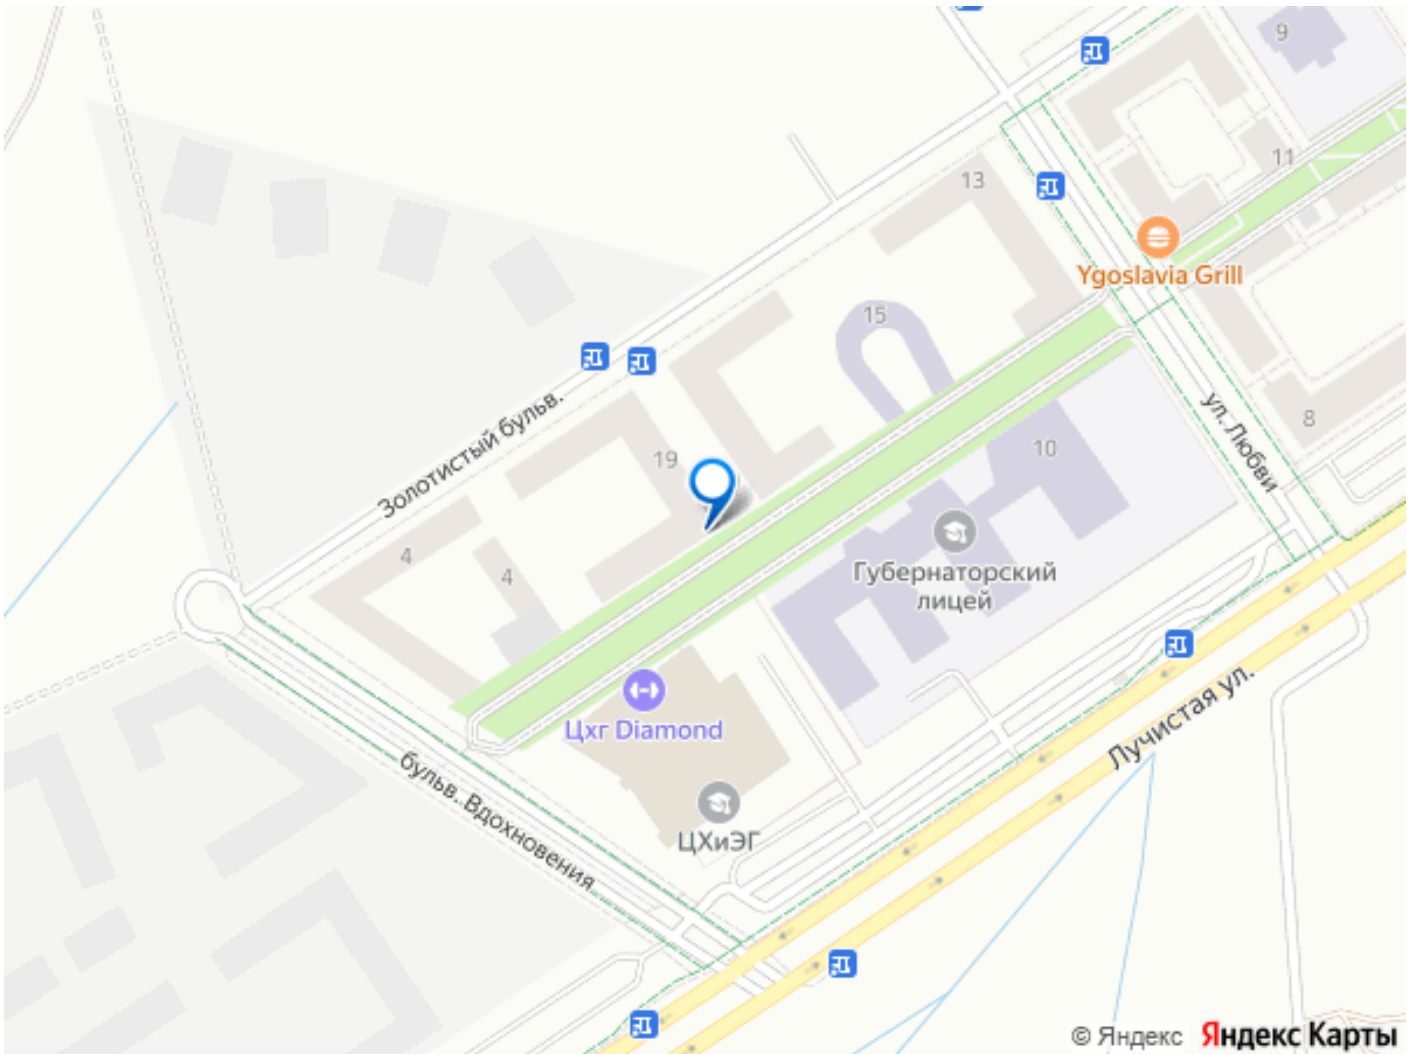 9
11
13
Ygoslavia Grill
15
ул. Любви
8
Золотистый бульв.
19
10
4
4
Губернаторский
лицей
Цхг Diamond
Лучистая ул.
бульв. Вдохновения
ЦХиЭГ
© Яндекс Яндекс Карты